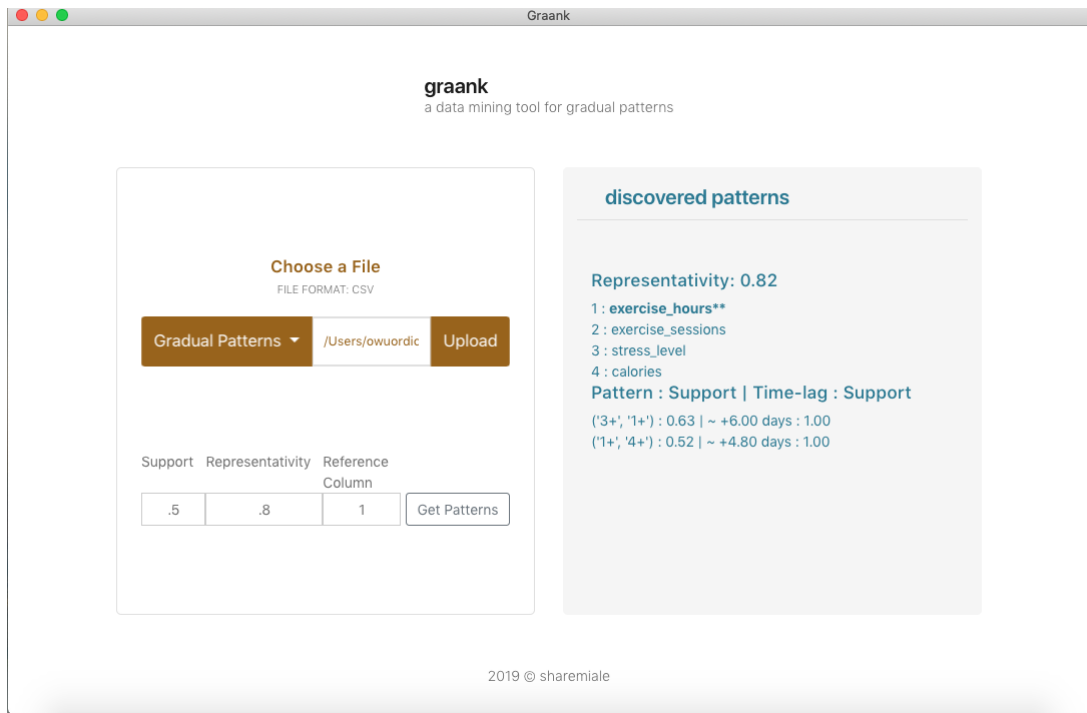 Graank
graank
a data mining tool for gradual patterns
Choose a File
FILE FORMAT: CSV
Gradual Patterns /Users/owuordic Upload
Support Representativity Reference
Column
.5 .8 1 Get Patterns
discovered patterns
Representativity: 0.82
1 : exercise_hours**
2 : exercise_sessions
3 : stress_level
4 : calories
Pattern : Support | Time-lag : Support
('3+', '1+') : 0.63 | ~ +6.00 days : 1.00
('1+', '4+') : 0.52 | ~ +4.80 days : 1.00
2019 © sharemiale